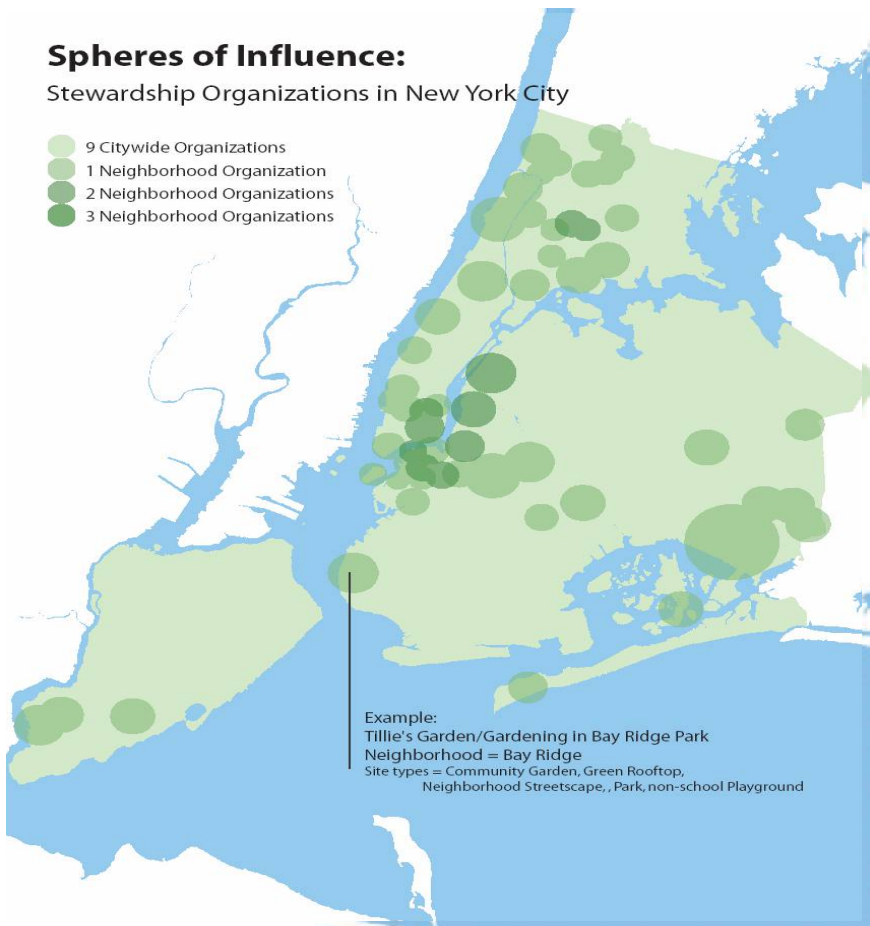 Spheres of Influence:
Stewardship Organizations in New York City
9 Citywide Organizations
1 Neighborhood Organization
2 Neighborhood Organizations
3 Neighborhood Organizations
Example:
Tillie's Garden/Gardening in Bay Ridge Park
Neighborhood = Bay Ridge
Site types = Community Garden, Green Rooftop,
Neighborhood Streetscape, , Park, non-school Playground